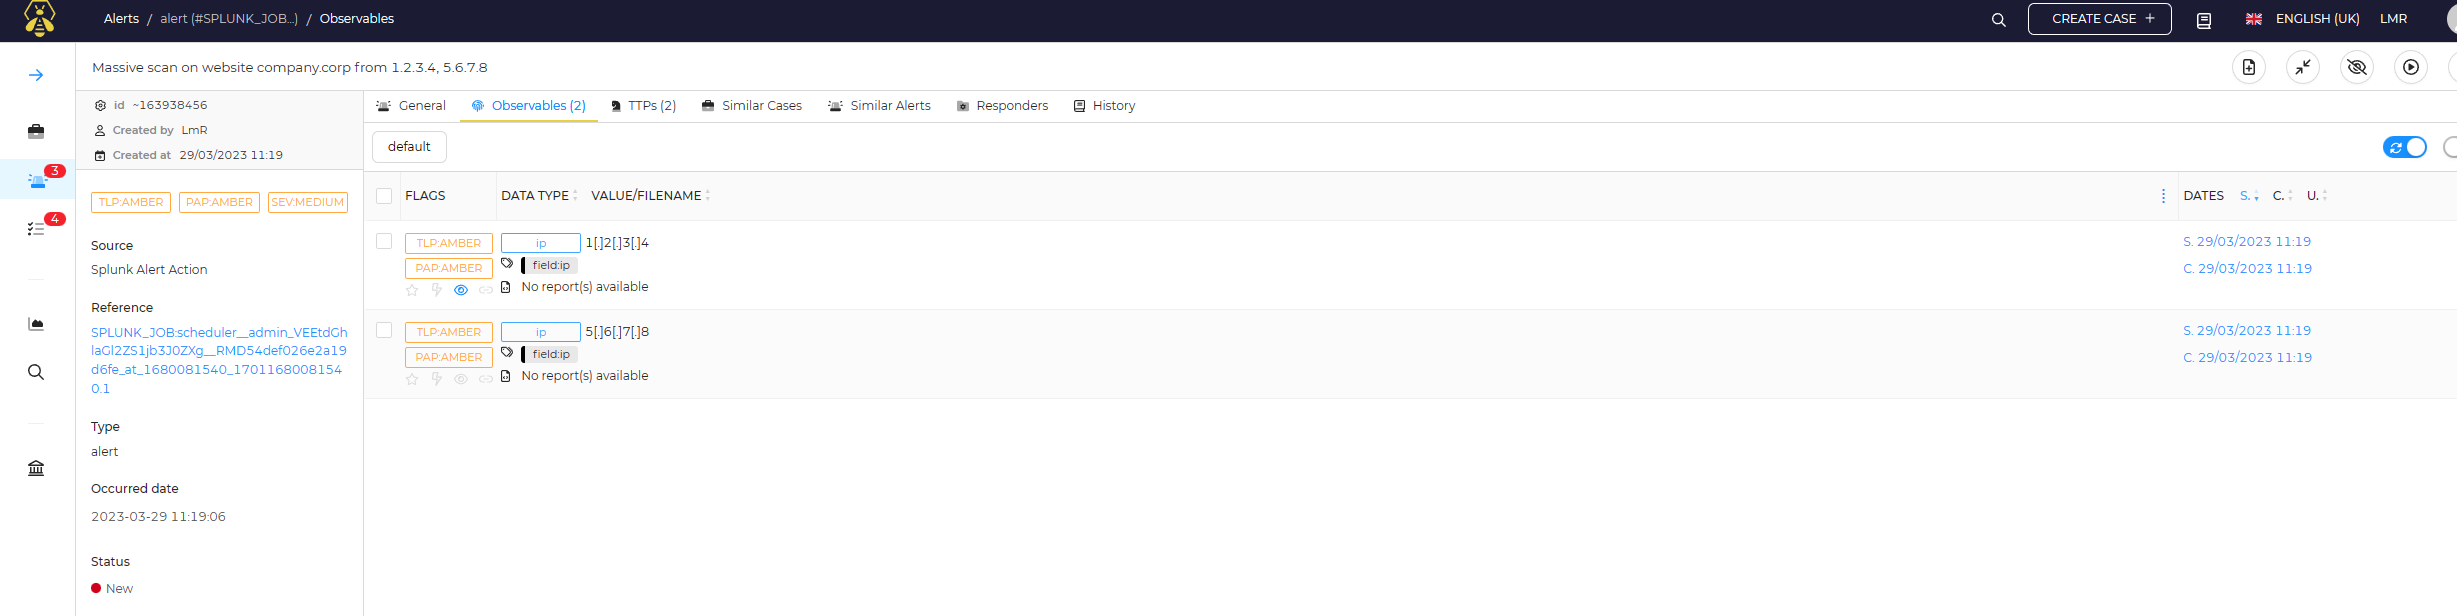 Alerts / alert (#SPLUNK_JOB...) / Observables
CREATE CASE +
ENGLISH (UK)
LMR
Massive scan on website company.corp from 1.2.3.4, 5.6.7.8
3
4
id ~163938456
Created by LmR
Created at 29/03/2023 11:19
TLP:AMBER PAP:AMBER SEV:MEDIUM
Source
Splunk Alert Action
Reference
SPLUNK_JOB:scheduler__admin_VEEtdGh
laGl2ZS1jb3J0ZXg__RMD54def026e2a19
d6fe_at_1680081540_1701168008154
0.1
Type
alert
Occurred date
2023-03-29 11:19:06
Status
New
General Observables (2) TTPs (2) Similar Cases Similar Alerts Responders History
default
FLAGS DATA TYPE VALUE/FILENAME DATES S. C. U.
TLP:AMBER ip 1[.]2[.]3[.]4 S. 29/03/2023 11:19
PAP:AMBER field:ip C. 29/03/2023 11:19
No report(s) available
TLP:AMBER ip 5[.]6[.]7[.]8 S. 29/03/2023 11:19
PAP:AMBER field:ip C. 29/03/2023 11:19
No report(s) available